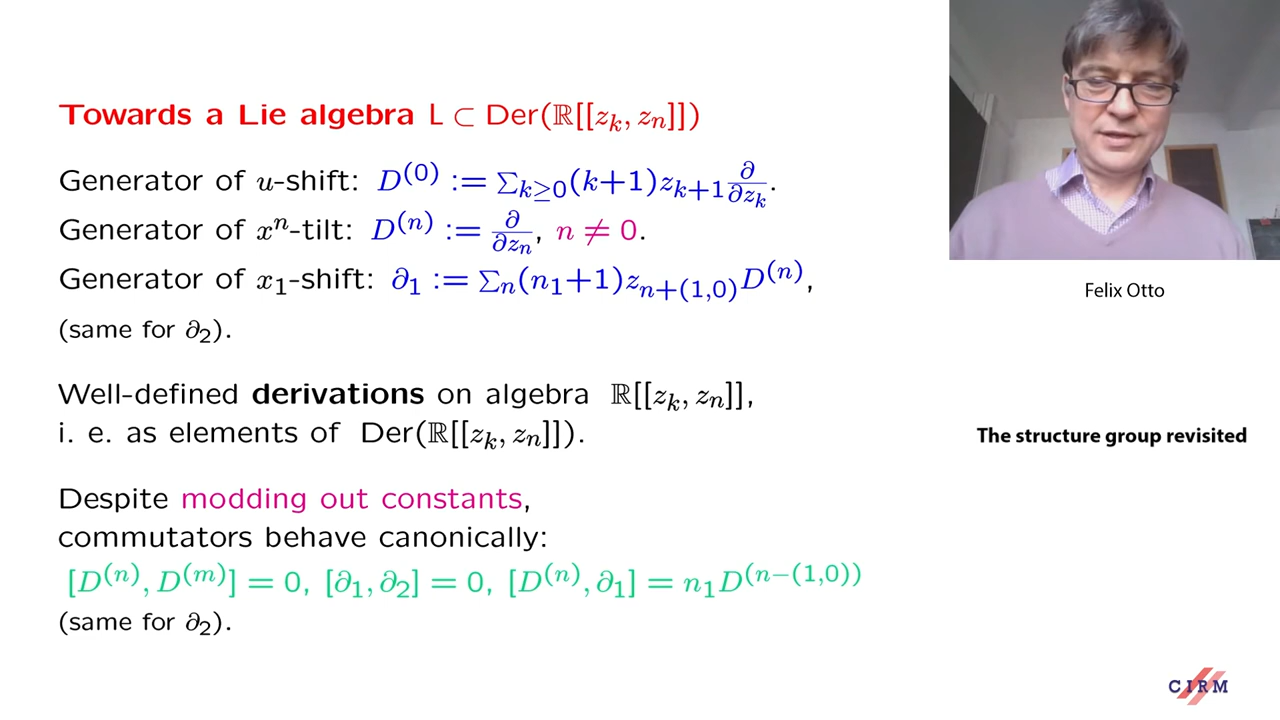 Towards a Lie algebra L ⊂ Der(ℝ[[z_k, z_n]])
Generator of u-shift: D^(0) := ∑_{k≥0}(k+1)z_{k+1}∂/∂z_k.
Generator of x^n-tilt: D^(n) := ∂/∂z_n, n ≠ 0.
Generator of x_1-shift: ∂_1 := ∑_n(n_1+1)z_{n+(1,0)}D^(n),
(same for ∂_2).
Well-defined derivations on algebra ℝ[[z_k, z_n]],
i. e. as elements of Der(ℝ[[z_k, z_n]]).
Despite modding out constants,
commutators behave canonically:
[D^(n), D^(m)] = 0, [∂_1, ∂_2] = 0, [D^(n), ∂_1] = n_1D^(n−(1,0))
(same for ∂_2).
Felix Otto
The structure group revisited
CIRM